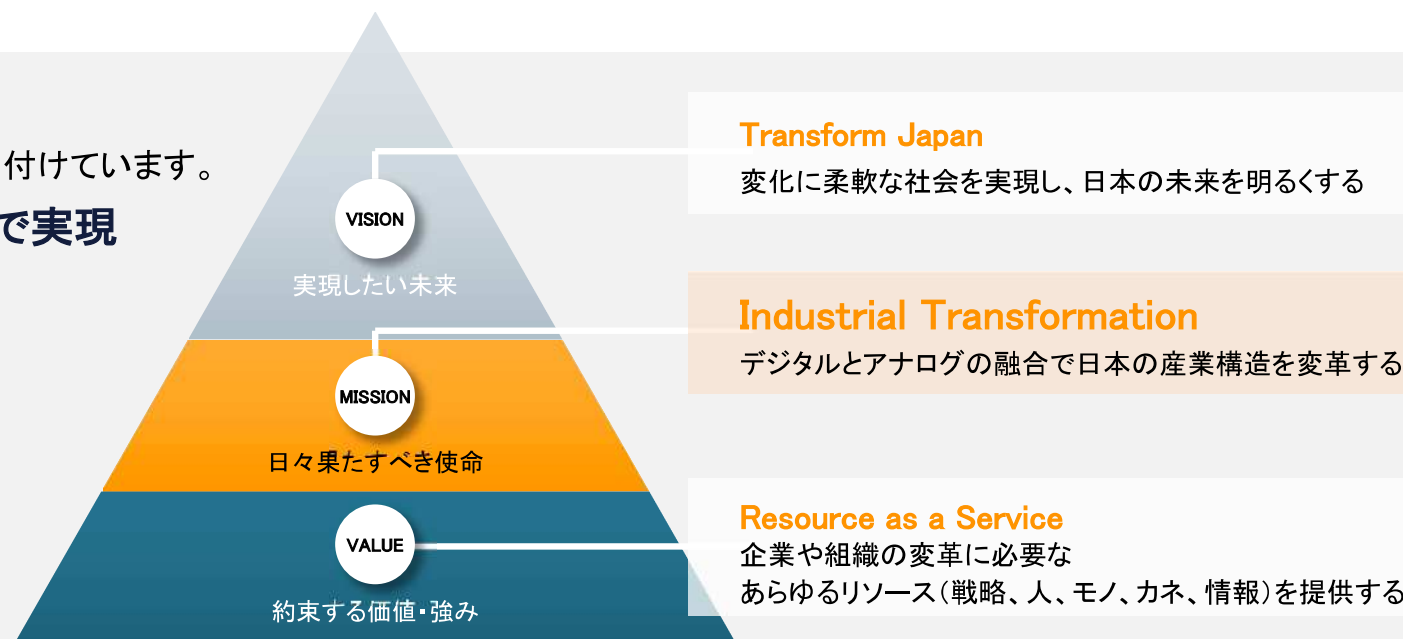 付けています。
で実現
VISION
実現したい未来
MISSION
日々果たすべき使命
VALUE
約束する価値・強み
Transform Japan
変化に柔軟な社会を実現し、日本の未来を明るくする
Industrial Transformation
デジタルとアナログの融合で日本の産業構造を変革する
Resource as a Service
企業や組織の変革に必要な
あらゆるリソース(戦略、人、モノ、カネ、情報)を提供する